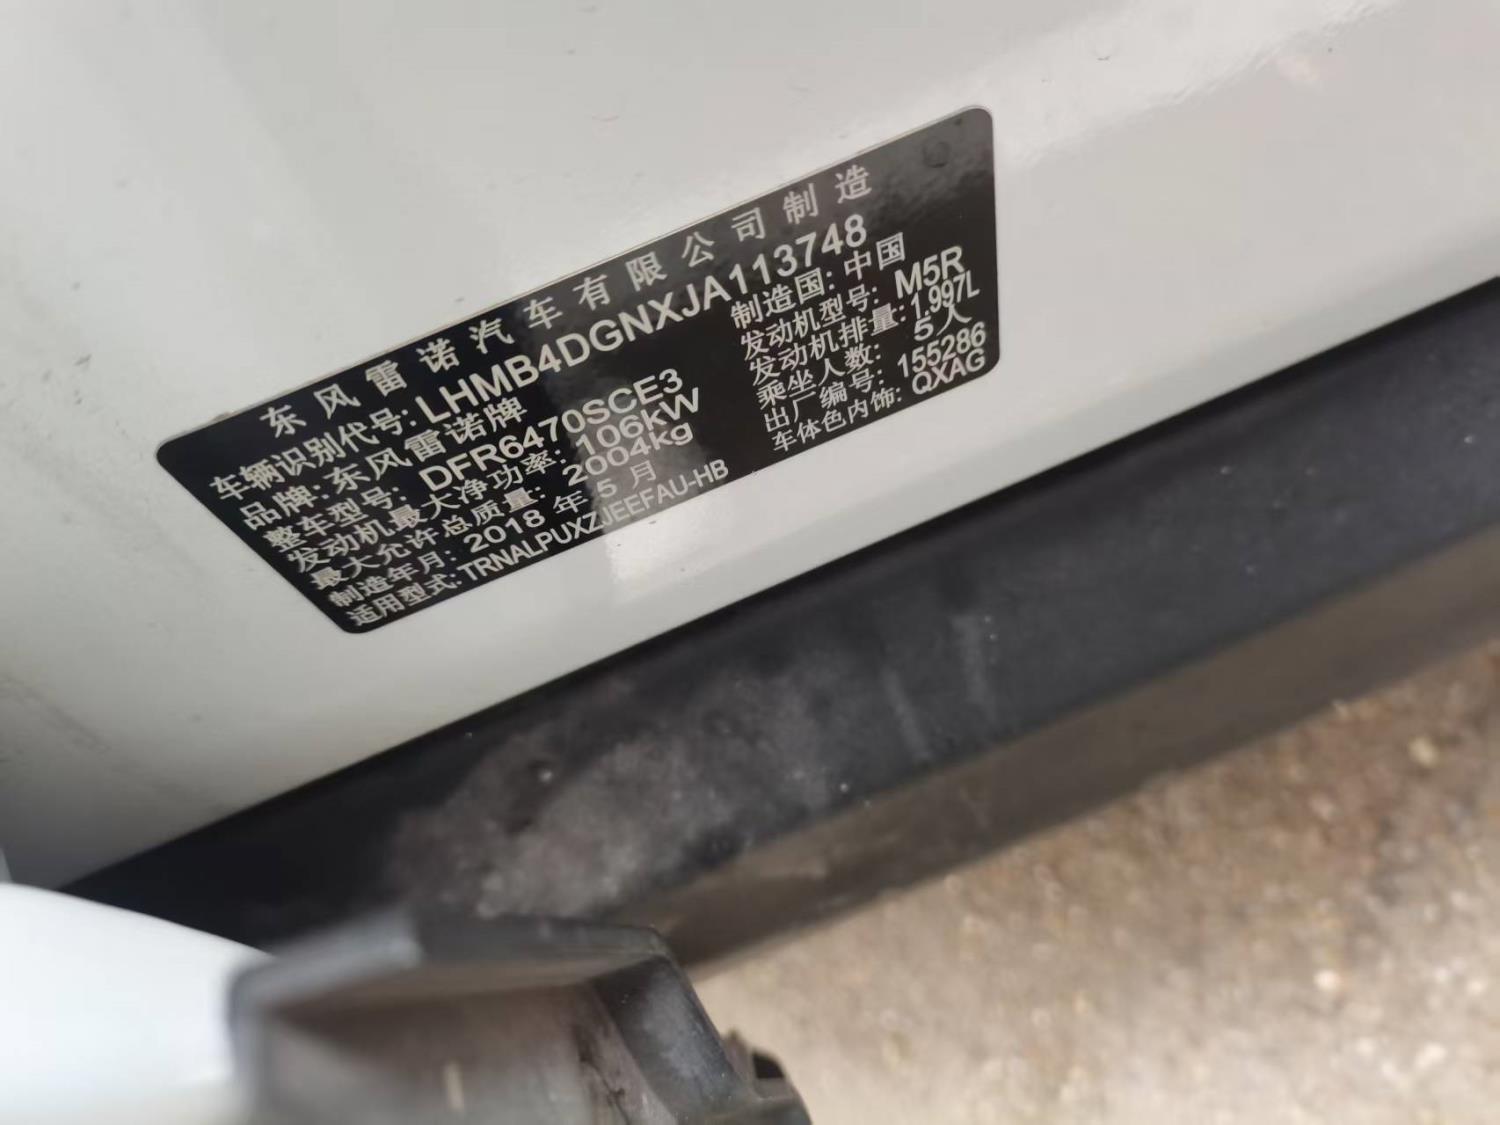 东风雷诺汽车有限公司制造
车辆识别代号: LHMB4DGNXJA113748
品牌: 东风雷诺牌 制造国: 中国
整车型号: DFR6470SCE3 发动机型号: M5R
发动机最大净功率: 106kW 发动机排量: 1.997L
最大允许总质量: 2004kg 乘坐人数: 5人
制造年月: 2018年5月 出厂编号: 155286
适用型式: TRNALPUXZJEEFAU-HB 车体色内饰: QXAG